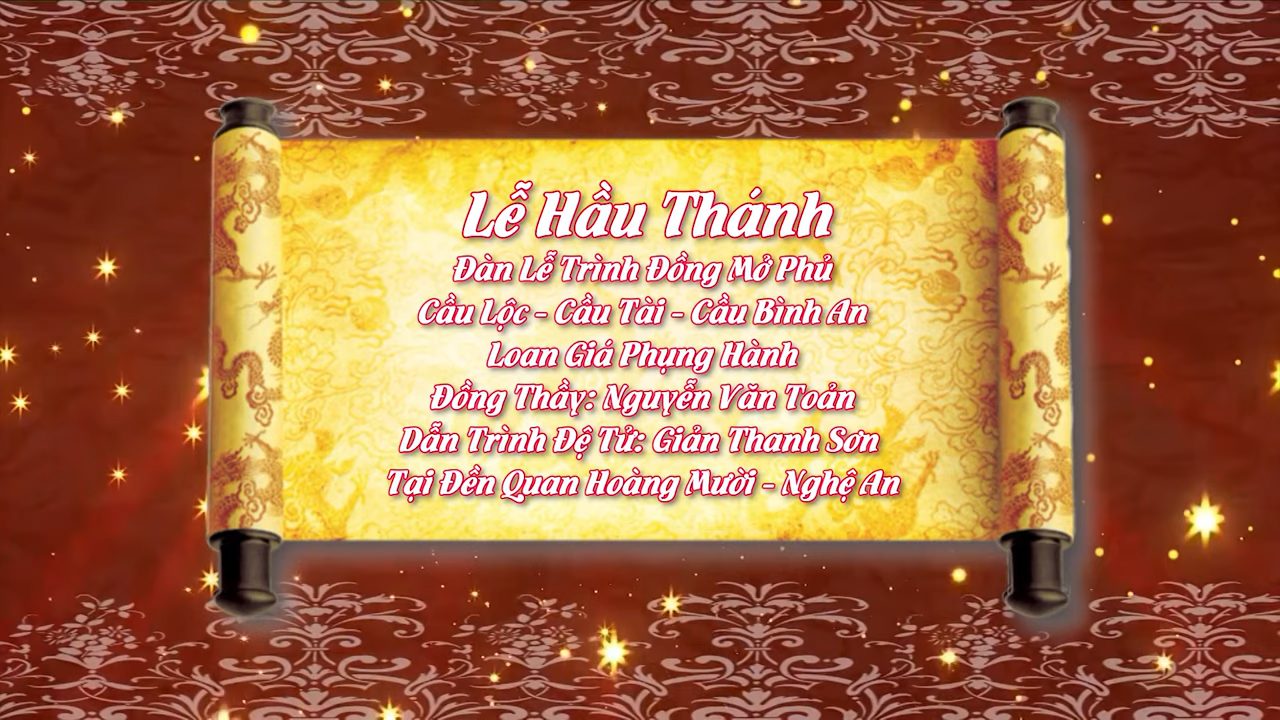 Lễ Hầu Thánh
Đàn Lễ Trình Đồng Mở Phủ
Cầu Lộc - Cầu Tài - Cầu Bình An
Loan Giá Phụng Hành
Đồng Thầy: Nguyễn Văn Toản
Dẫn Trình Đệ Tử: Giản Thanh Sơn
Tại Đền Quan Hoàng Mười - Nghệ An